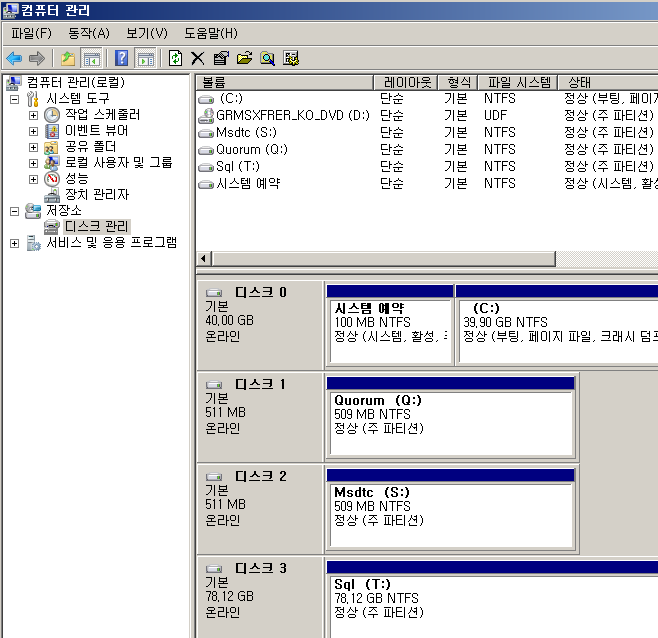 컴퓨터 관리
파일(F) 동작(A) 보기(V) 도움말(H)
컴퓨터 관리(로컬)
시스템 도구
작업 스케줄러
이벤트 뷰어
공유 폴더
로컬 사용자 및 그룹
성능
장치 관리자
저장소
디스크 관리
서비스 및 응용 프로그램
볼륨 레이아웃 형식 파일 시스템 상태
(C:) 단순 기본 NTFS 정상 (부팅, 페이지
GRMSXFRER_KO_DVD (D:) 단순 기본 UDF 정상 (주 파티션)
Msdtc (S:) 단순 기본 NTFS 정상 (주 파티션)
Quorum (Q:) 단순 기본 NTFS 정상 (주 파티션)
Sql (T:) 단순 기본 NTFS 정상 (주 파티션)
시스템 예약 단순 기본 NTFS 정상 (시스템, 활성
디스크 0
기본
40,00 GB
온라인
시스템 예약
100 MB NTFS
정상 (시스템, 활성,
(C:)
39,90 GB NTFS
정상 (부팅, 페이지 파일, 크래시 덤프
디스크 1
기본
511 MB
온라인
Quorum (Q:)
509 MB NTFS
정상 (주 파티션)
디스크 2
기본
511 MB
온라인
Msdtc (S:)
509 MB NTFS
정상 (주 파티션)
디스크 3
기본
78,12 GB
온라인
Sql (T:)
78,12 GB NTFS
정상 (주 파티션)